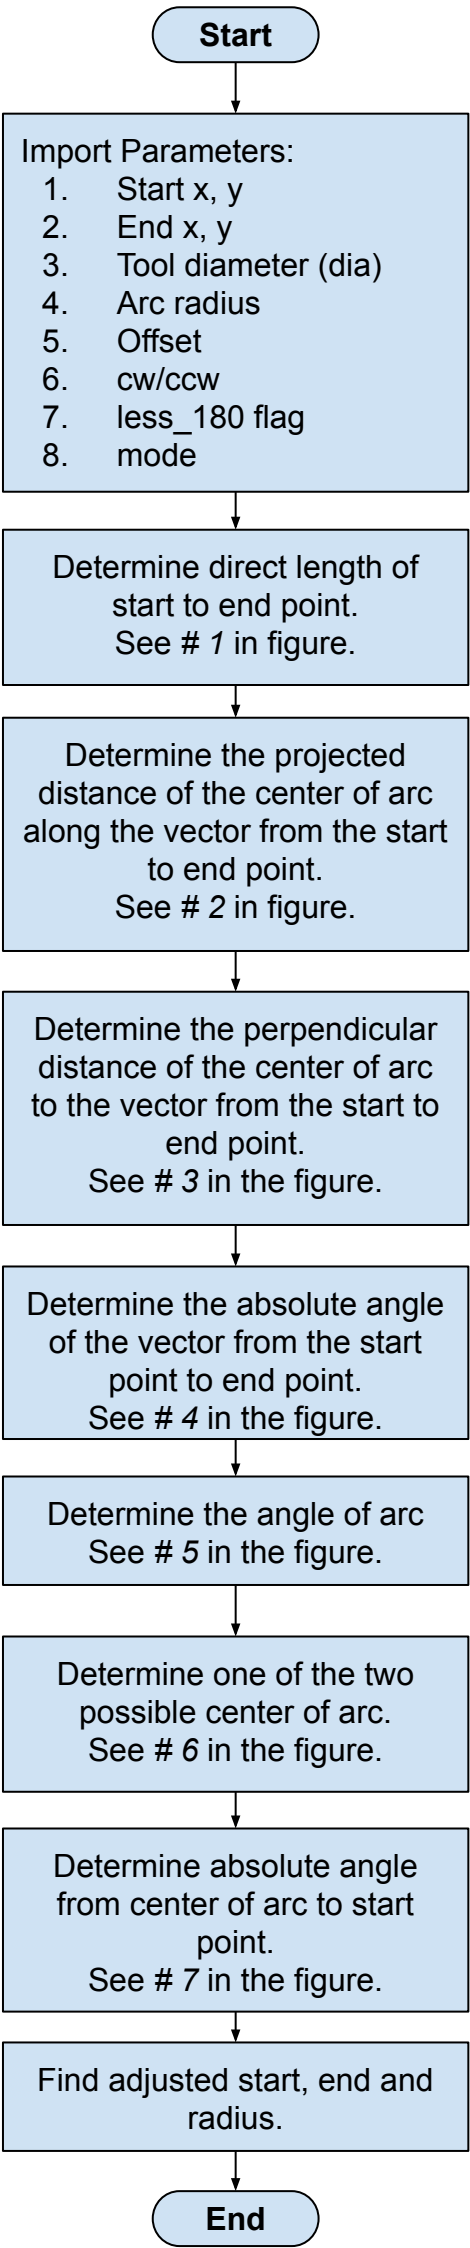 Start
Import Parameters:
1. Start x, y
2. End x, y
3. Tool diameter (dia)
4. Arc radius
5. Offset
6. cw/ccw
7. less_180 flag
8. mode
Determine direct length of
start to end point.
See # 1 in figure.
Determine the projected
distance of the center of arc
along the vector from the start
to end point.
See # 2 in figure.
Determine the perpendicular
distance of the center of arc
to the vector from the start to
end point.
See # 3 in the figure.
Determine the absolute angle
of the vector from the start
point to end point.
See # 4 in the figure.
Determine the angle of arc
See # 5 in the figure.
Determine one of the two
possible center of arc.
See # 6 in the figure.
Determine absolute angle
from center of arc to start
point.
See # 7 in the figure.
Find adjusted start, end and
radius.
End